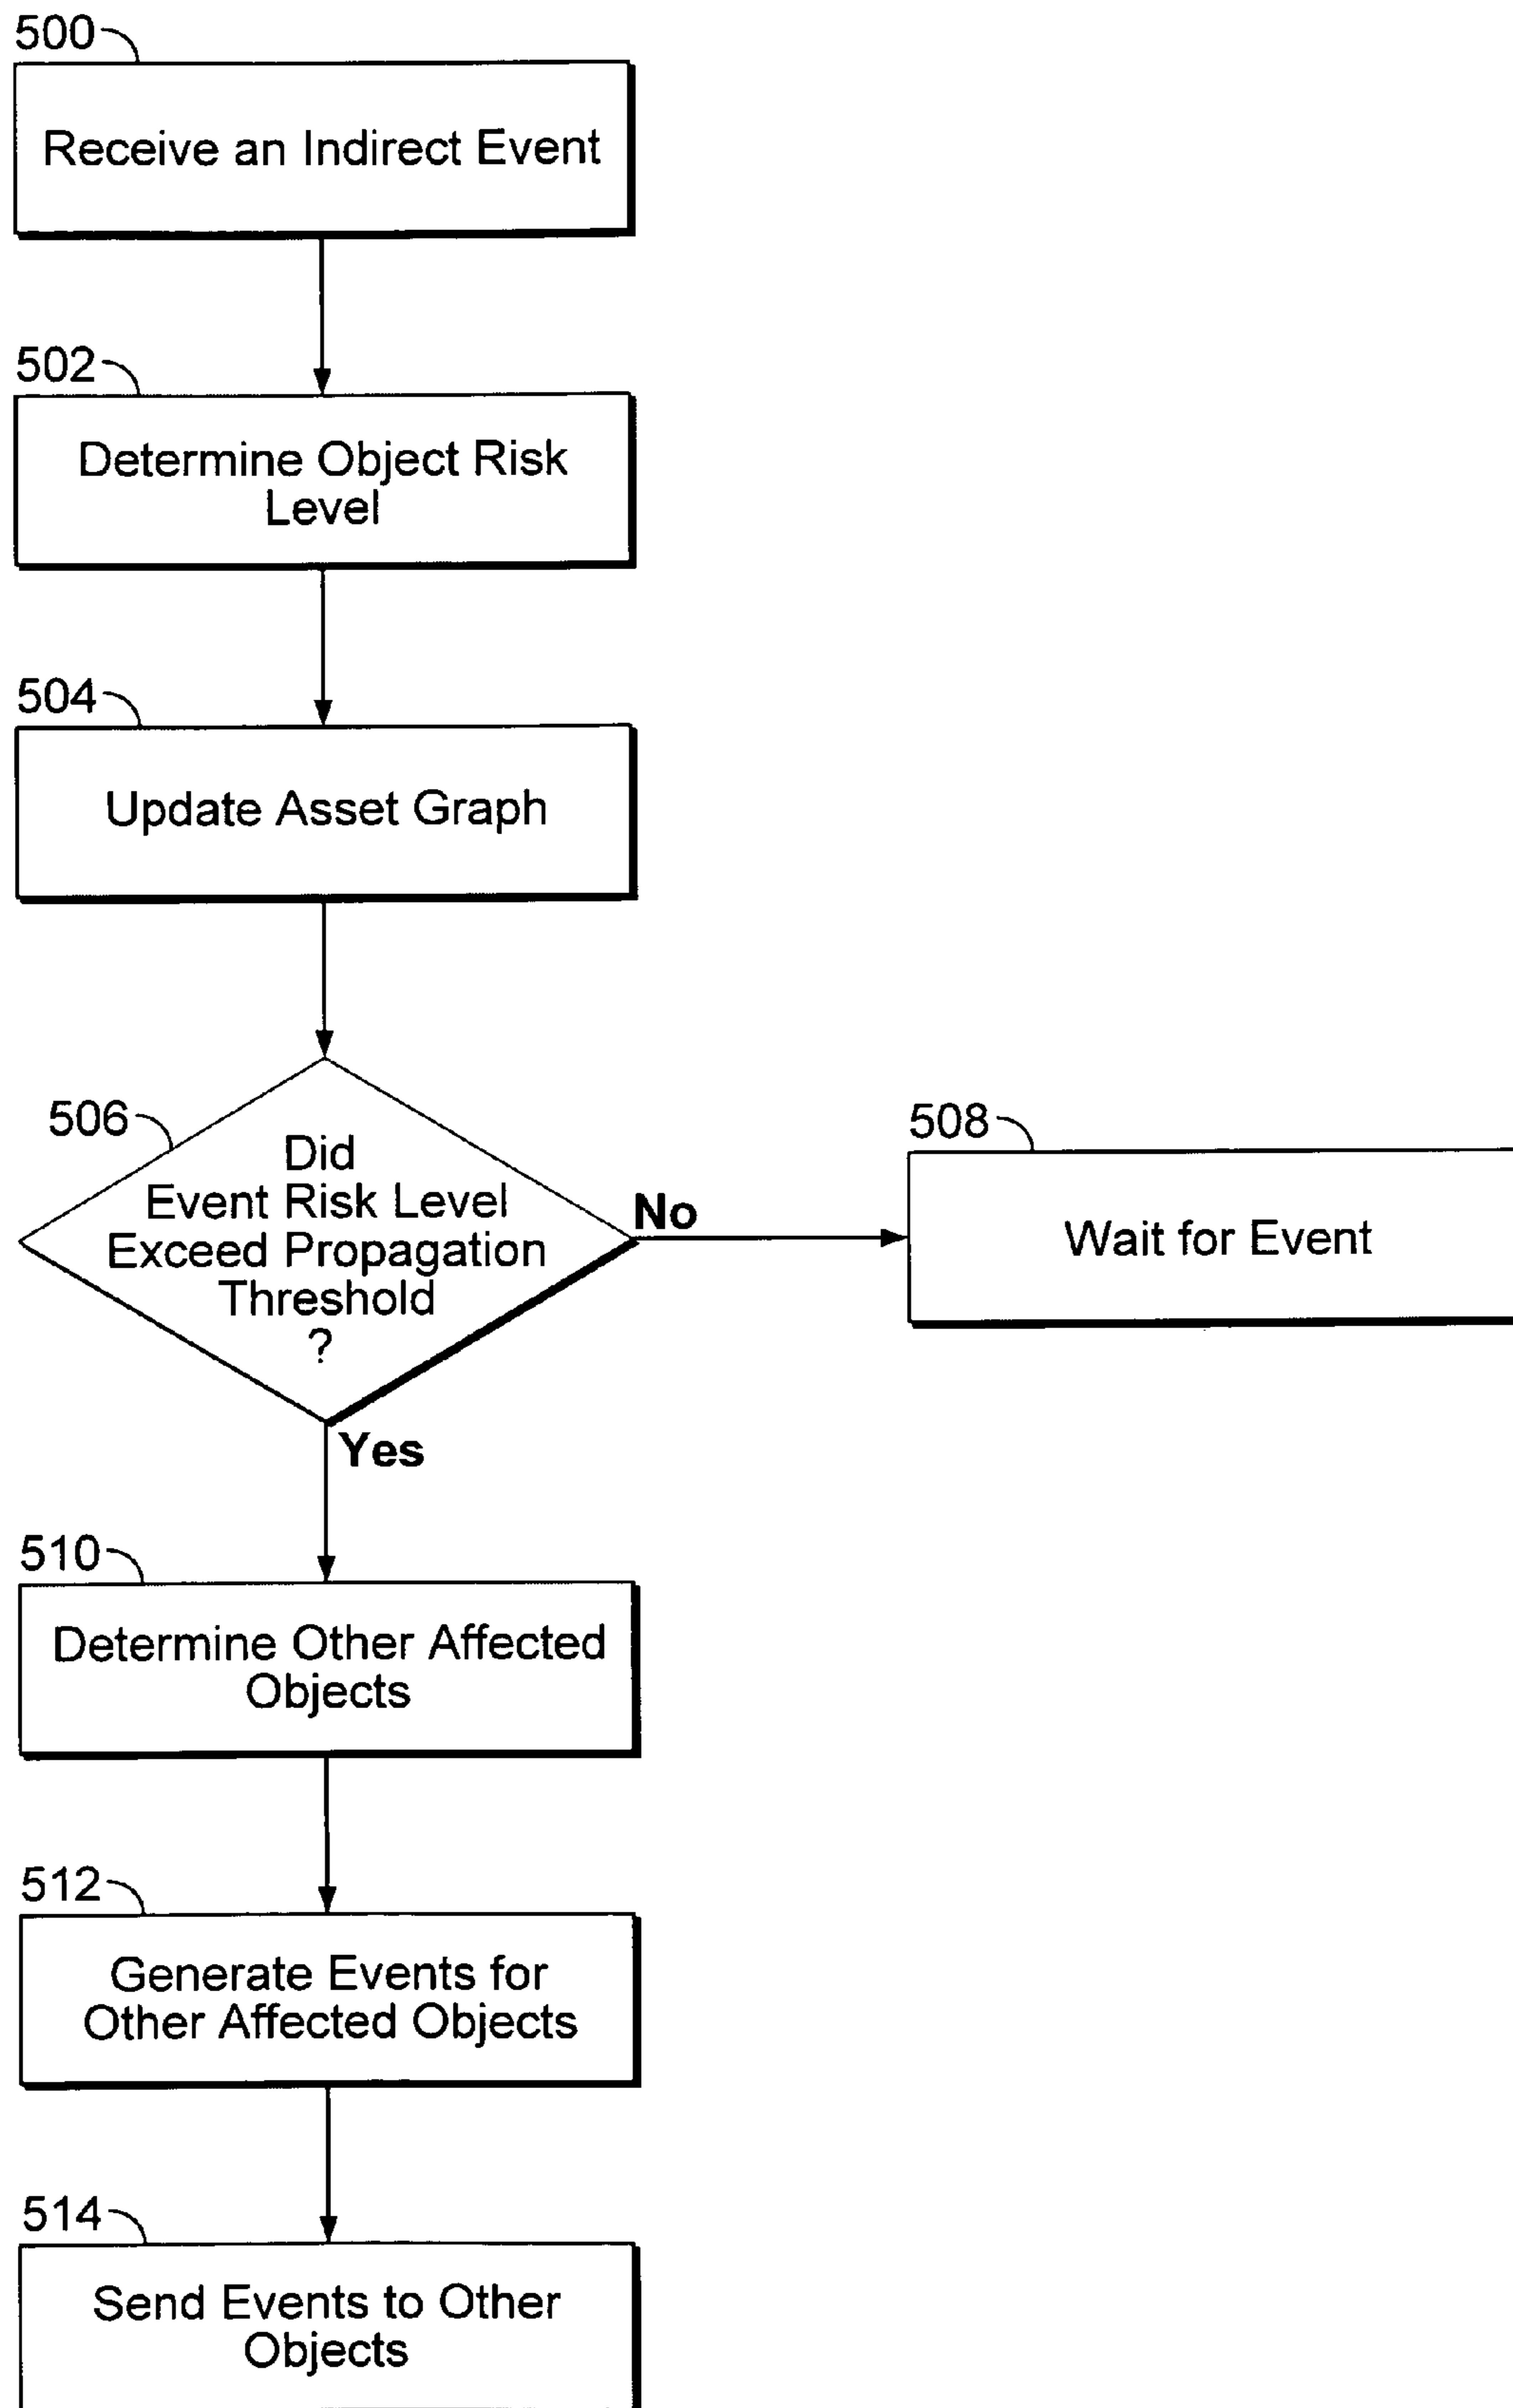 500
Receive an Indirect Event
502
Determine Object Risk
Level
504
Update Asset Graph
506
Did
Event Risk Level
Exceed Propagation
Threshold
?
No
508
Wait for Event
Yes
510
Determine Other Affected
Objects
512
Generate Events for
Other Affected Objects
514
Send Events to Other
Objects